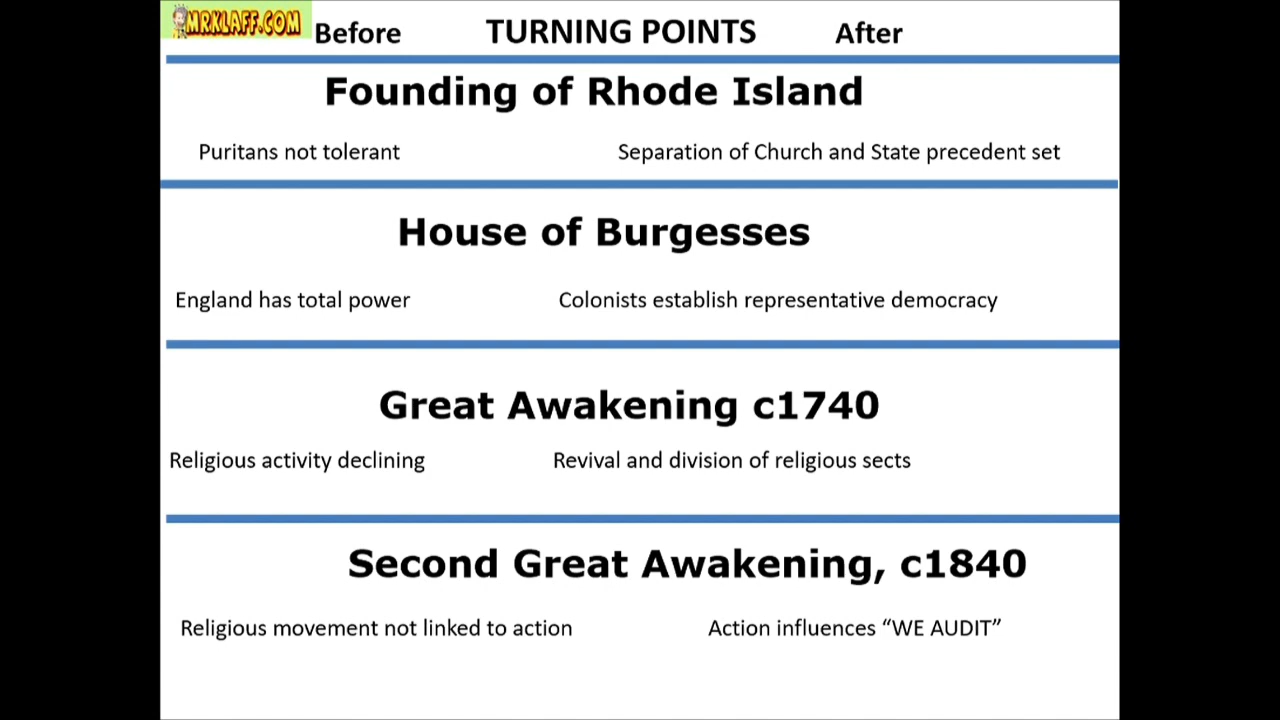 MRKLAFF.COM
Before TURNING POINTS After
Founding of Rhode Island
Puritans not tolerant Separation of Church and State precedent set
House of Burgesses
England has total power Colonists establish representative democracy
Great Awakening c1740
Religious activity declining Revival and division of religious sects
Second Great Awakening, c1840
Religious movement not linked to action Action influences “WE AUDIT”